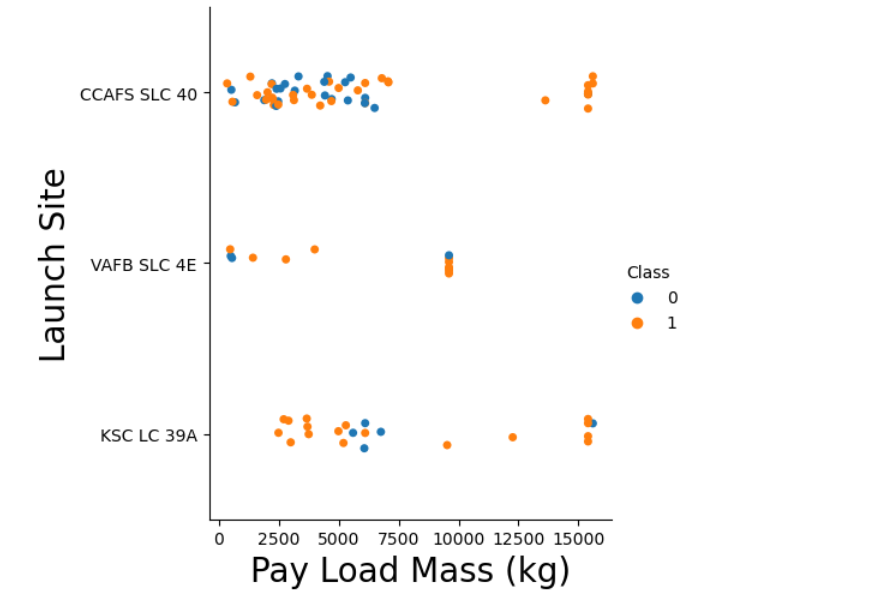 CCAFS SLC 40
VAFB SLC 4E
KSC LC 39A
Launch Site
0 2500 5000 7500 10000 12500 15000
Pay Load Mass (kg)
Class
0
1